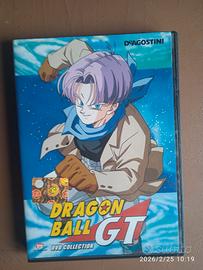 DeAGOSTINI
DRAGON
BALL
GT
DVD COLLECTION
2026/2/25 10:19